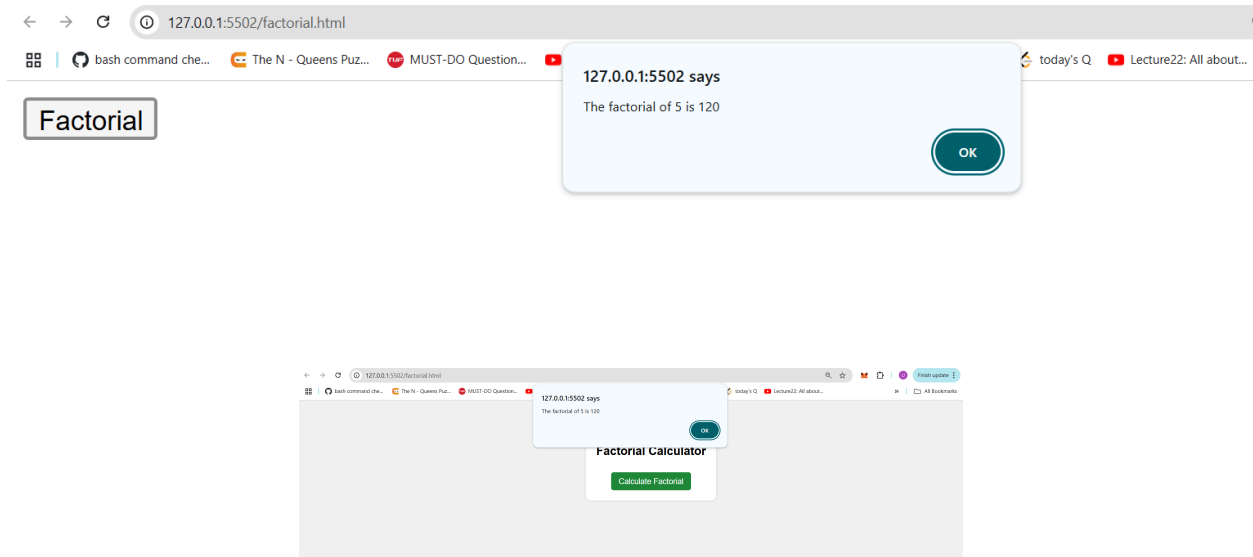 127.0.0.1:5502/factorial.html
bash command che... The N - Queens Puz... TUF MUST-DO Question... today's Q Lecture22: All about...
127.0.0.1:5502 says
The factorial of 5 is 120
OK
Factorial
127.0.0.1:5502/factorial.html U Finish update
bash command che... The N - Queens Puz... MUST-DO Question... today's Q Lecture22: All about... » All Bookmarks
127.0.0.1:5502 says
The factorial of 5 is 120
OK
Factorial Calculator
Calculate Factorial